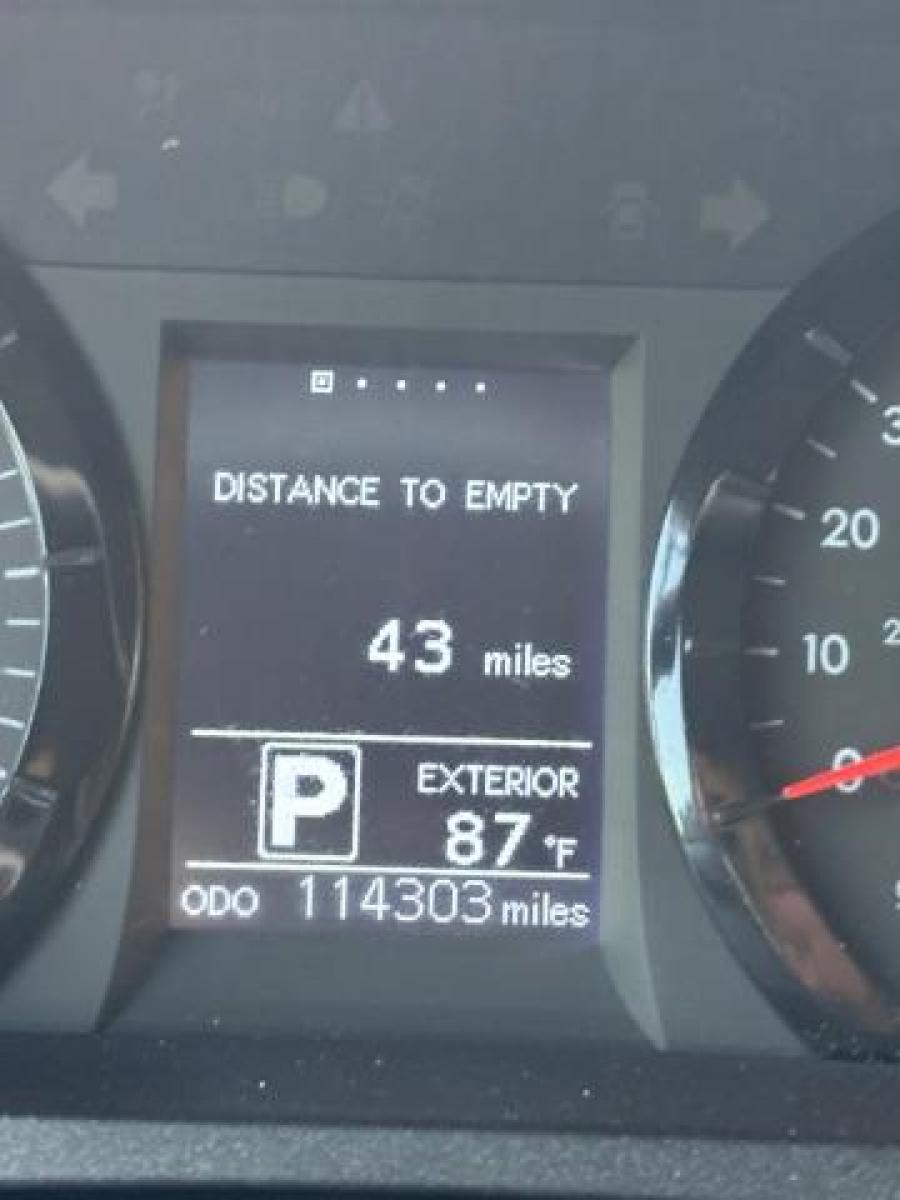 DISTANCE TO EMPTY
43 miles
P
EXTERIOR
87 °F
ODO 114303 miles
20
10
0